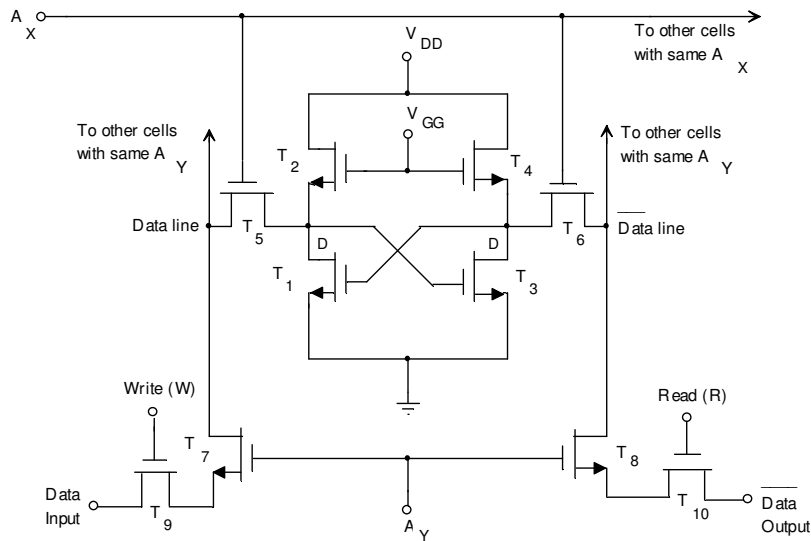 A X
To other cells
with same A X
V DD
V GG
To other cells
with same A Y
To other cells
with same A Y
T 2
T 4
Data line
T 5
D
D
T 6
Data line
T 1
T 3
Write (W)
Read (R)
T 7
T 8
Data
Input
T 9
A Y
T 10
Data
Output